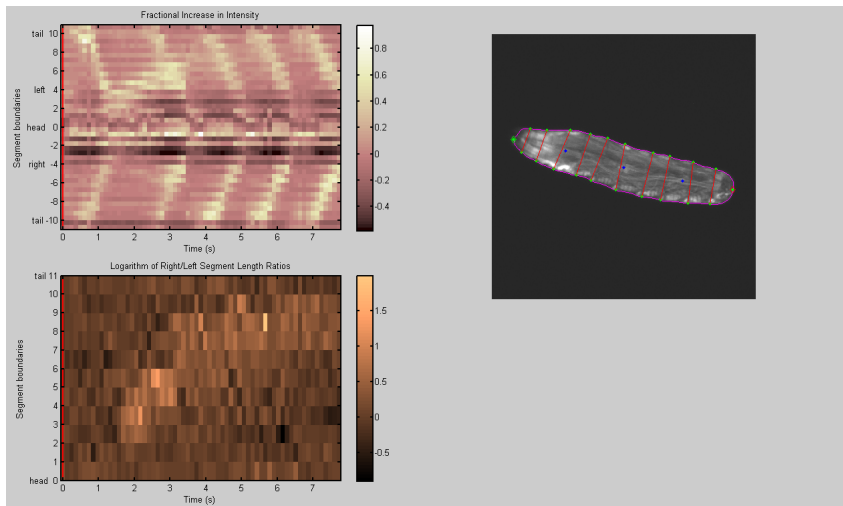 Fractional Increase in Intensity
tail 10
8
6
left 4
2
head 0
-2
right -4
-6
-8
tail -10
Segment boundaries
0 1 2 3 4 5 6 7
Time (s)
0.8
0.6
0.4
0.2
0
-0.2
-0.4
Logarithm of Right/Left Segment Length Ratios
tail 11
10
9
8
7
6
5
4
3
2
1
head 0
Segment boundaries
0 1 2 3 4 5 6 7
Time (s)
1.5
1
0.5
0
-0.5